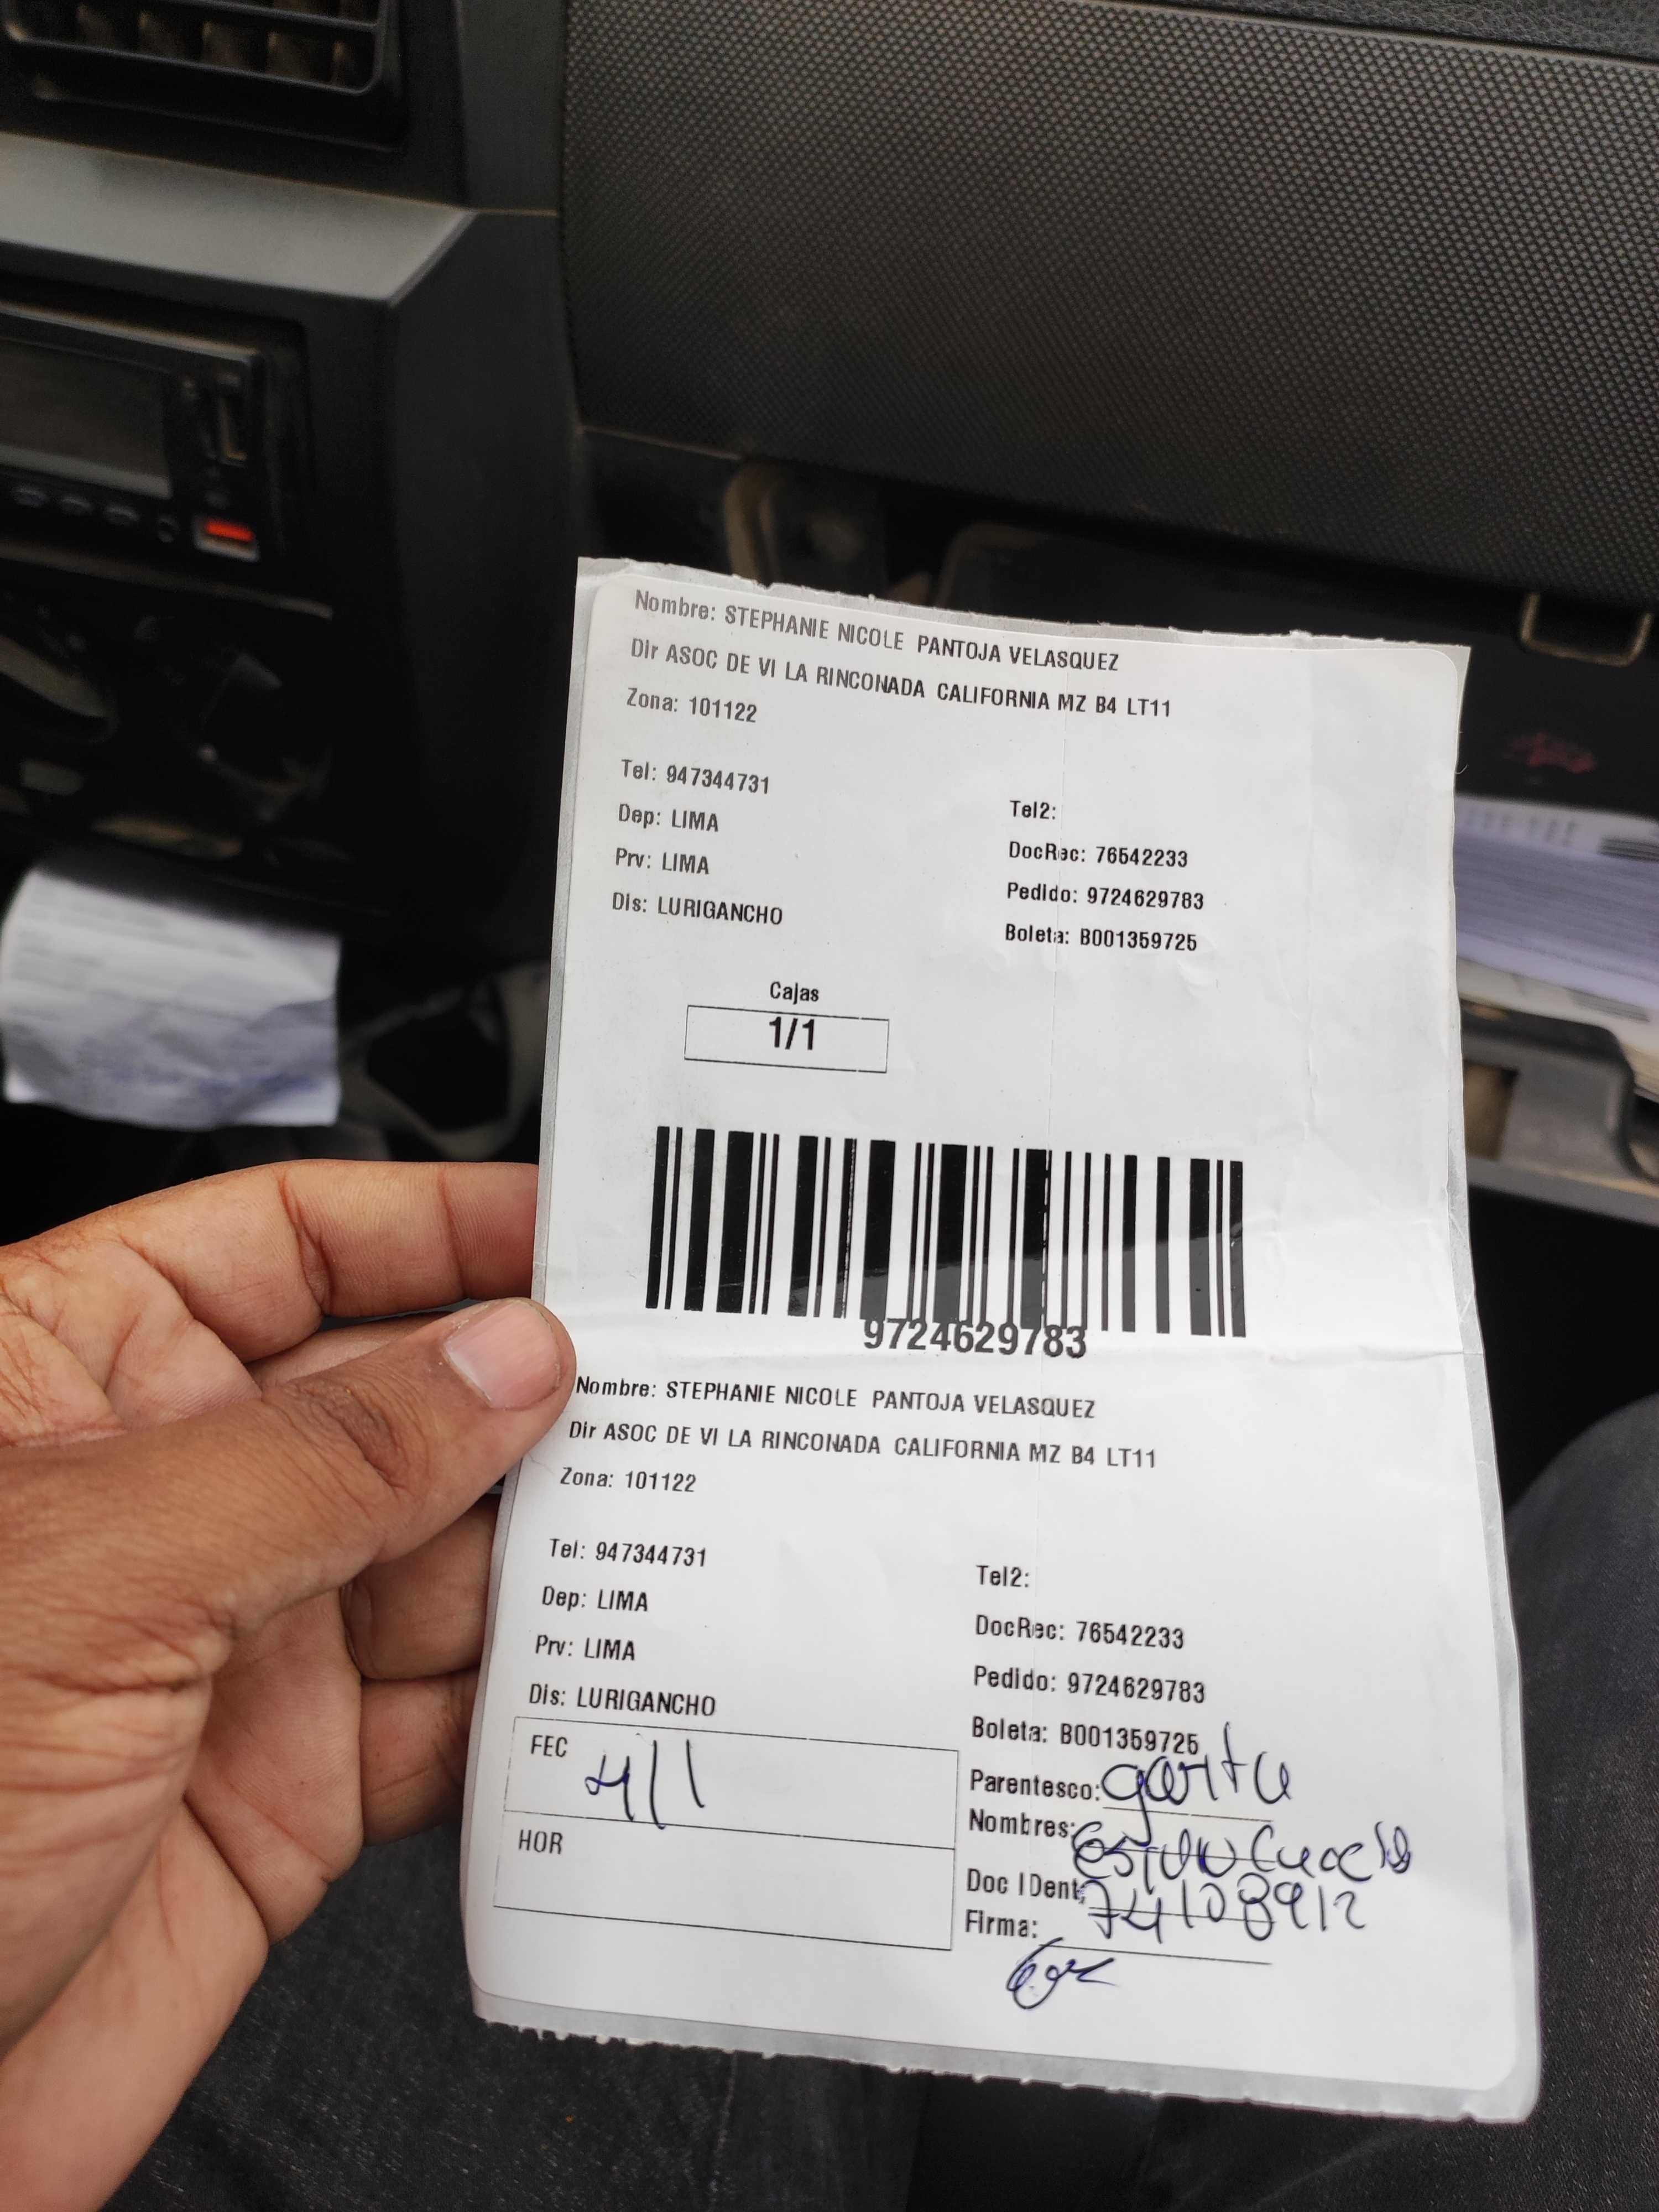 Nombre: STEPHANIE NICOLE PANTOJA VELASQUEZ
Dir ASOC DE VI LA RINCONADA CALIFORNIA MZ B4 LT11
Zona: 101122
Tel: 947344731
Tel2:
Dep: LIMA
DocRec: 76542233
Prv: LIMA
Pedido: 9724629783
Dis: LURIGANCHO
Boleta: B001359725
Cajas
1/1
9724629783
Nombre: STEPHANIE NICOLE PANTOJA VELASQUEZ
Dir ASOC DE VI LA RINCONADA CALIFORNIA MZ B4 LT11
Zona: 101122
Tel: 947344731
Tel2:
Dep: LIMA
DocRec: 76542233
Prv: LIMA
Pedido: 9724629783
Dis: LURIGANCHO
Boleta: B001359725
FEC 4/1
Parentesco:
Nombres:
HOR
Doc IDent: 74108912
Firma: